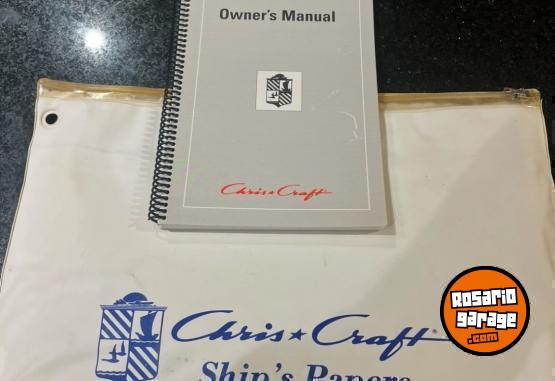 Owner's Manual
Chris★Craft
Chris★Craft®
Ship's Papers
Rosario
garage
.com